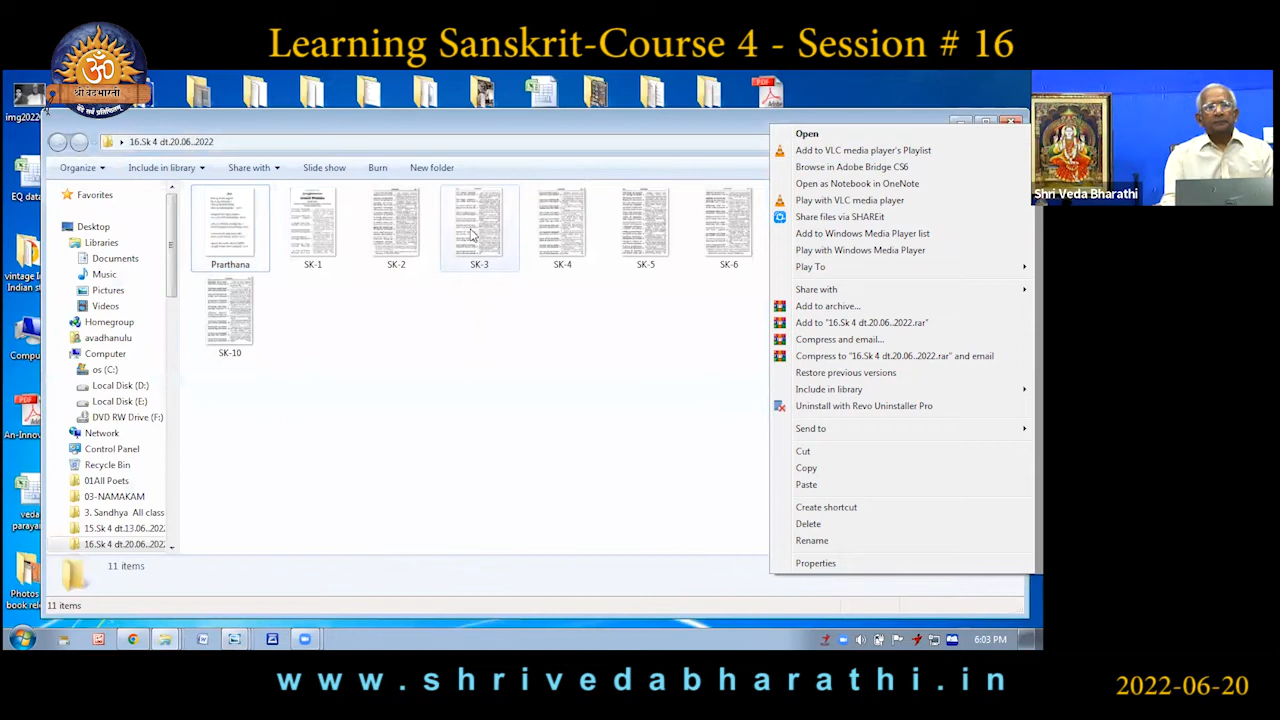 Learning Sanskrit-Course 4 - Session # 16
श्री वेदभारती
PDF
img2022
16.Sk 4 dt.20.06..2022
Organize
Include in library
Share with
Slide show
Burn
New folder
EQ data
vintage
Indian s
Compu
PDF
An-Innov
veda
parayan
Photos
book rele
Favorites
Desktop
Libraries
Documents
Music
Pictures
Videos
Homegroup
avadhanulu
Computer
os (C:)
Local Disk (D:)
Local Disk (E:)
DVD RW Drive (F:)
Network
Control Panel
Recycle Bin
01All Poets
03-NAMAKAM
3. Sandhya All class
15.Sk 4 dt.13.06..202
16.Sk 4 dt.20.06..202
Prarthana
SK-1
SK-2
SK-3
SK-4
SK-5
SK-6
SK-10
Open
Add to VLC media player's Playlist
Browse in Adobe Bridge CS6
Open as Notebook in OneNote
Play with VLC media player
Share files via SHAREit
Add to Windows Media Player list
Play with Windows Media Player
Play To
Share with
Add to archive...
Add to "16.Sk 4 dt.20.06..2022.rar"
Compress and email...
Compress to "16.Sk 4 dt.20.06..2022.rar" and email
Restore previous versions
Include in library
Uninstall with Revo Uninstaller Pro
Send to
Cut
Copy
Paste
Create shortcut
Delete
Rename
Properties
Shri Veda Bharathi
11 items
11 items
6:03 PM
www.shrivedabharathi.in
2022-06-20